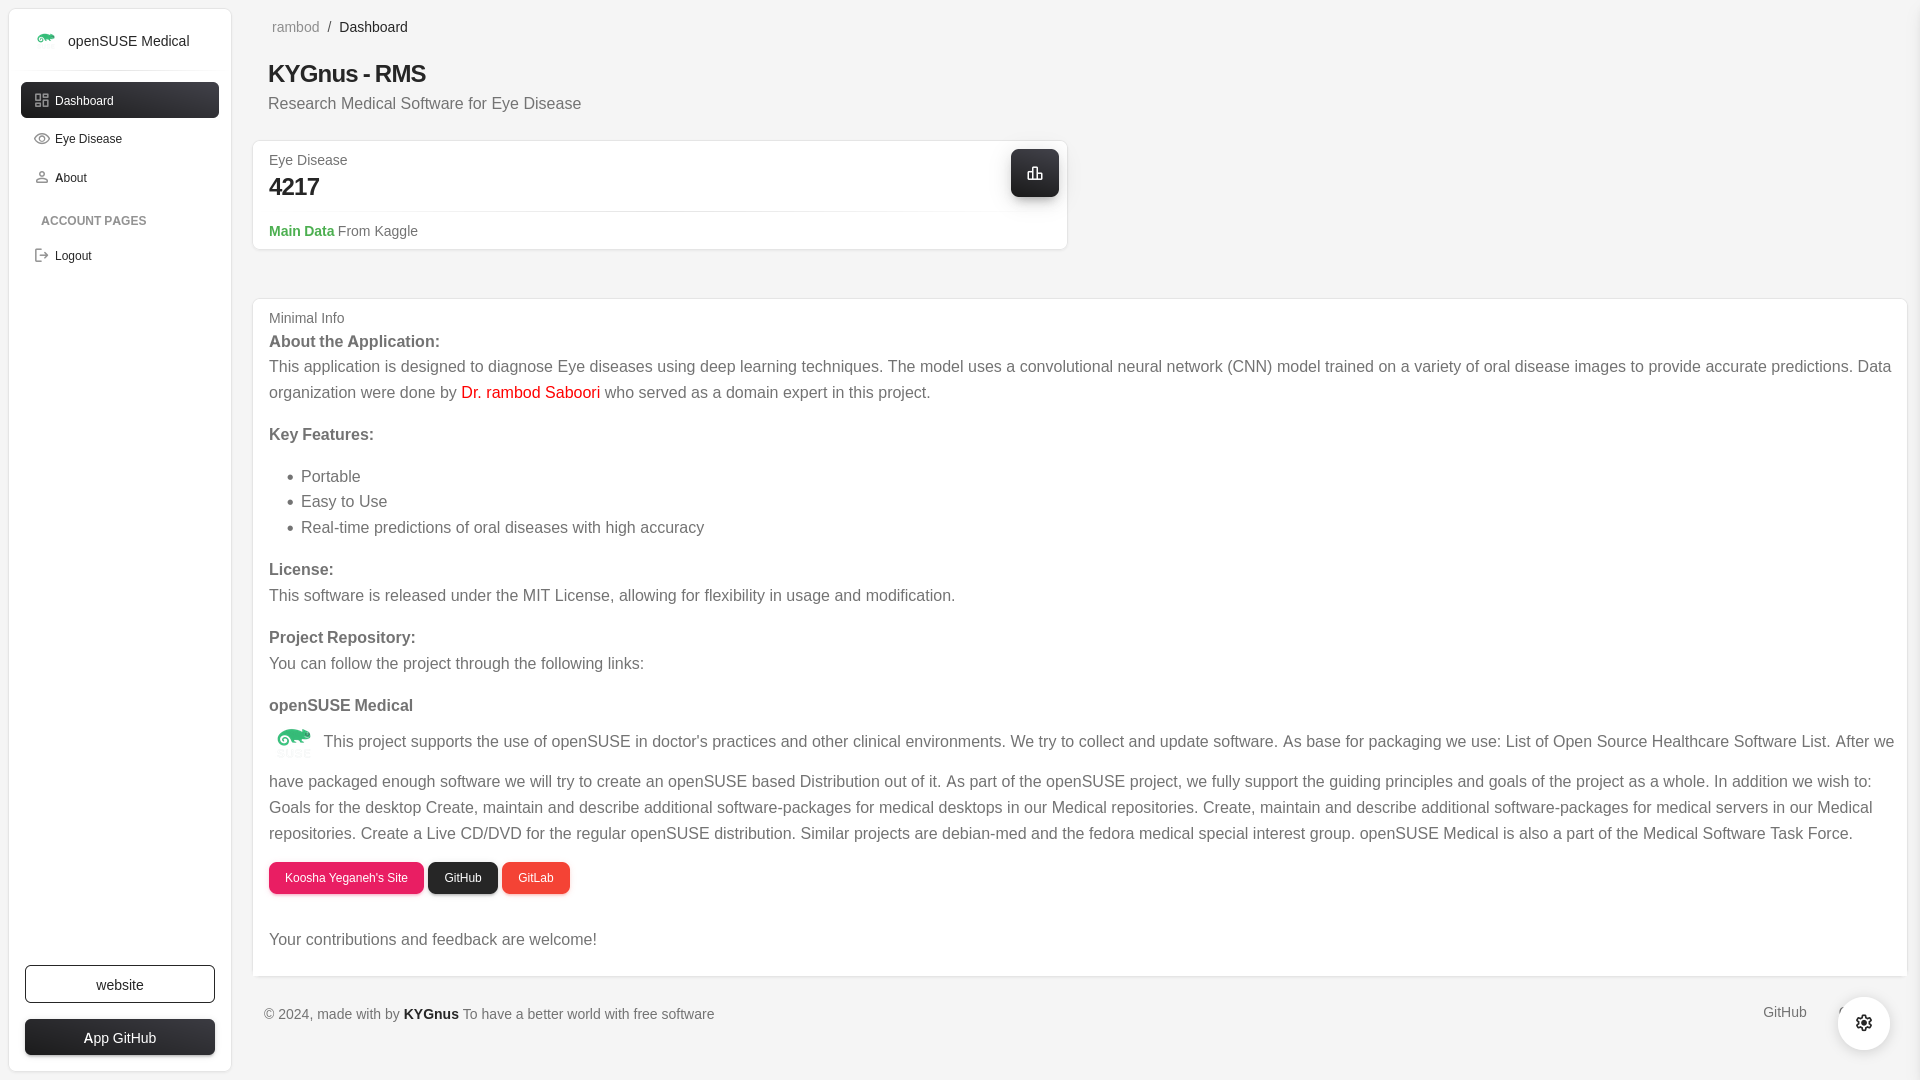 openSUSE Medical
Dashboard
Eye Disease
About
ACCOUNT PAGES
Logout
website
App GitHub
rambod / Dashboard
KYGnus - RMS
Research Medical Software for Eye Disease
Eye Disease
4217
Main Data From Kaggle
Minimal Info
About the Application:
This application is designed to diagnose Eye diseases using deep learning techniques. The model uses a convolutional neural network (CNN) model trained on a variety of oral disease images to provide accurate predictions. Data
organization were done by Dr. rambod Saboori who served as a domain expert in this project.
Key Features:
• Portable
• Easy to Use
• Real-time predictions of oral diseases with high accuracy
License:
This software is released under the MIT License, allowing for flexibility in usage and modification.
Project Repository:
You can follow the project through the following links:
openSUSE Medical
This project supports the use of openSUSE in doctor's practices and other clinical environments. We try to collect and update software. As base for packaging we use: List of Open Source Healthcare Software List. After we
have packaged enough software we will try to create an openSUSE based Distribution out of it. As part of the openSUSE project, we fully support the guiding principles and goals of the project as a whole. In addition we wish to:
Goals for the desktop Create, maintain and describe additional software-packages for medical desktops in our Medical repositories. Create, maintain and describe additional software-packages for medical servers in our Medical
repositories. Create a Live CD/DVD for the regular openSUSE distribution. Similar projects are debian-med and the fedora medical special interest group. openSUSE Medical is also a part of the Medical Software Task Force.
Koosha Yeganeh's Site GitHub GitLab
Your contributions and feedback are welcome!
© 2024, made with by KYGnus To have a better world with free software
GitHub